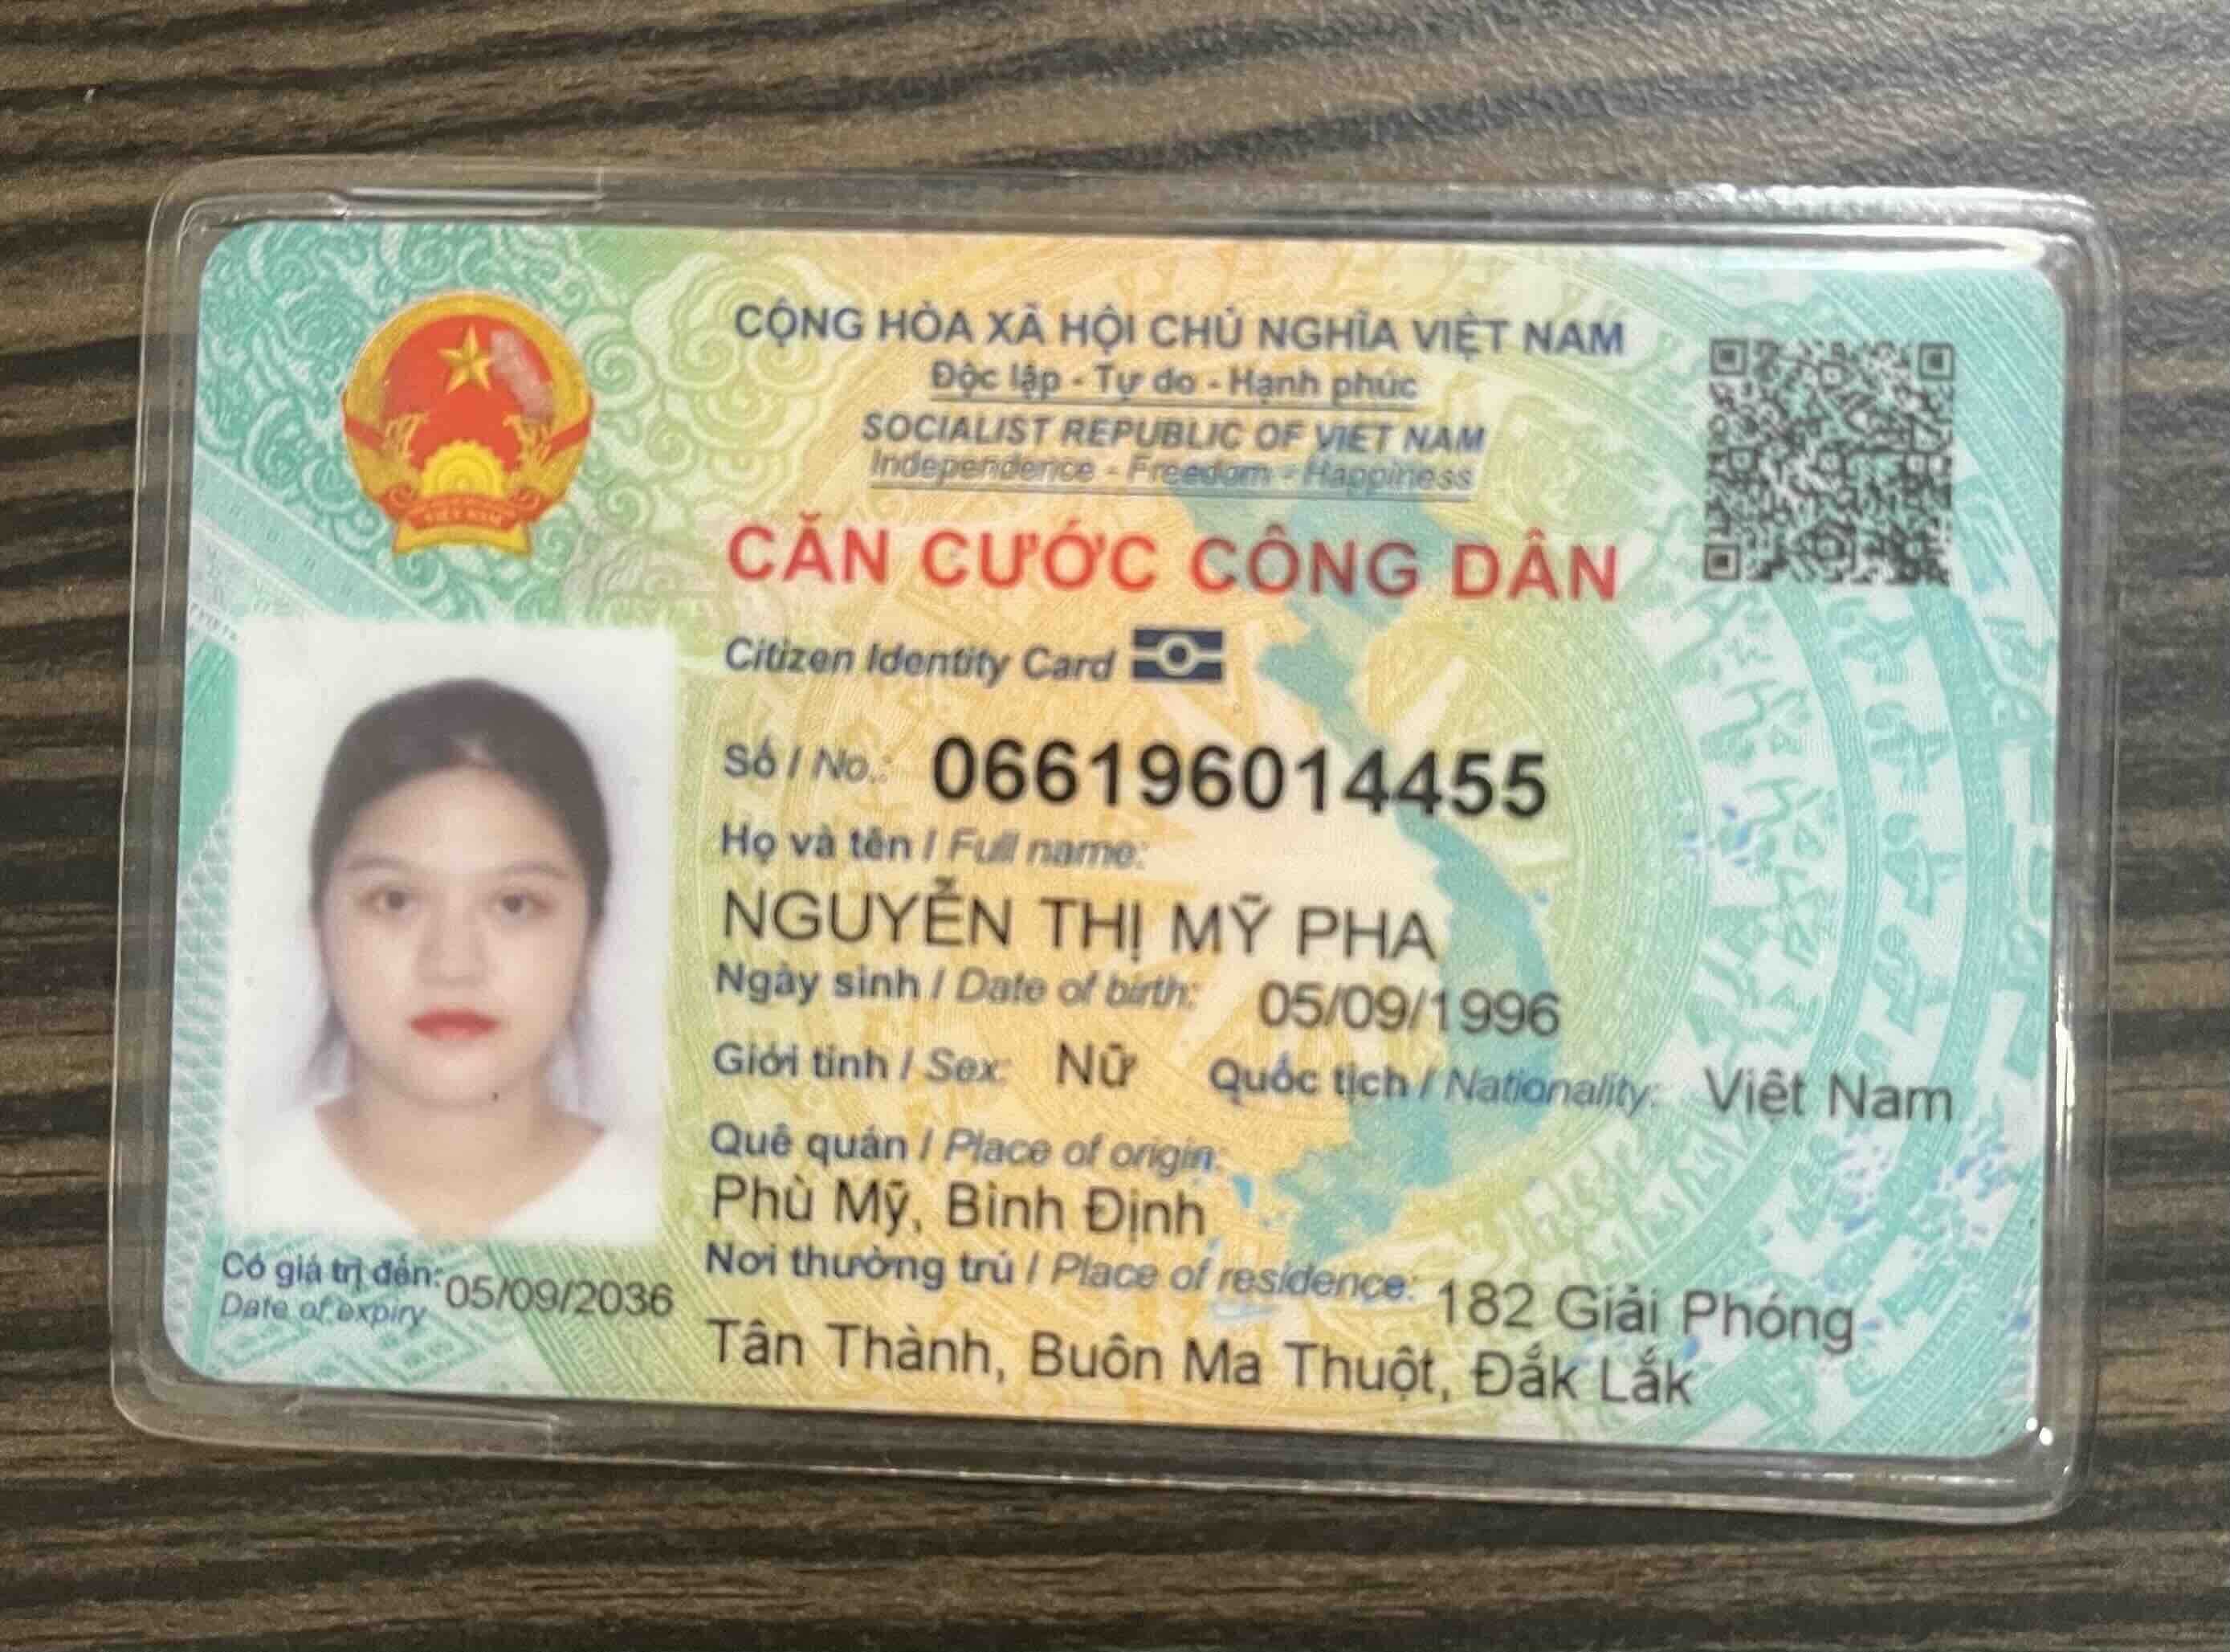 CỘNG HÒA XÃ HỘI CHỦ NGHĨA VIỆT NAM
Độc lập - Tự do - Hạnh phúc
SOCIALIST REPUBLIC OF VIET NAM
Independence - Freedom - Happiness
CĂN CƯỚC CÔNG DÂN
Citizen Identity Card
Số / No.: 066196014455
Họ và tên / Full name:
NGUYỄN THỊ MỸ PHA
Ngày sinh / Date of birth: 05/09/1996
Giới tính / Sex: Nữ Quốc tịch / Nationality: Việt Nam
Quê quán / Place of origin:
Phù Mỹ, Bình Định
Nơi thường trú / Place of residence: 182 Giải Phóng
Tân Thành, Buôn Ma Thuột, Đắk Lắk
Có giá trị đến: 05/09/2036
Date of expiry
VIỆT NAM